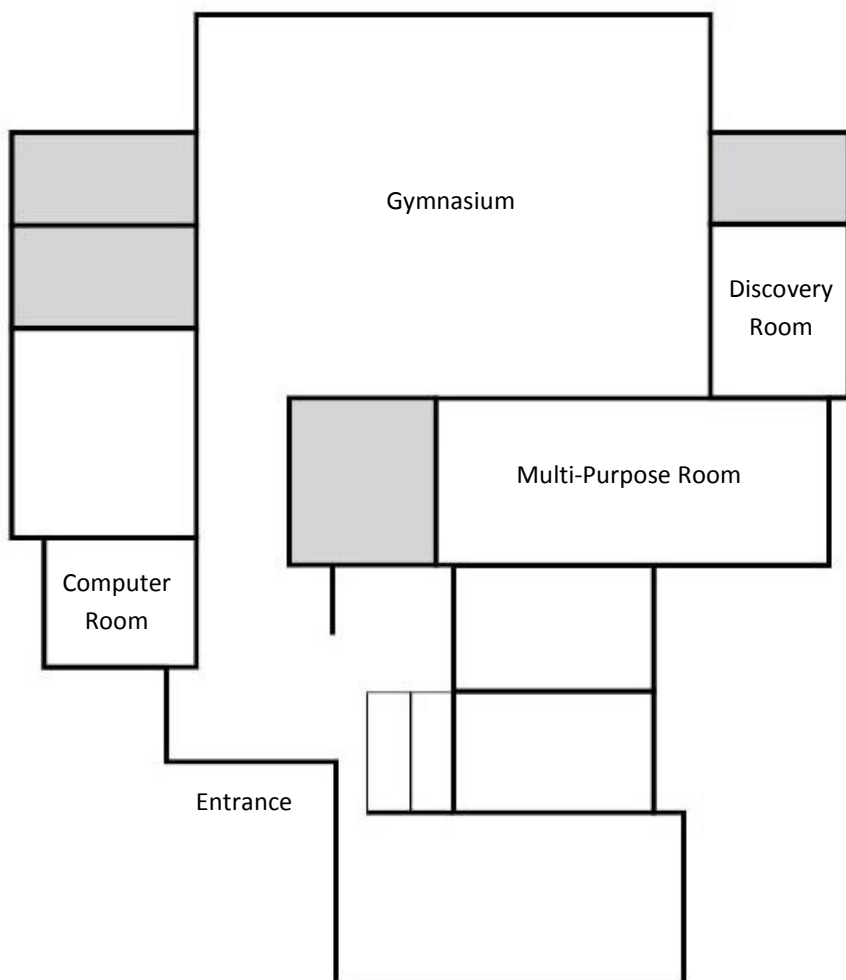 Gymnasium
Discovery
Room
Multi-Purpose Room
Computer
Room
Entrance